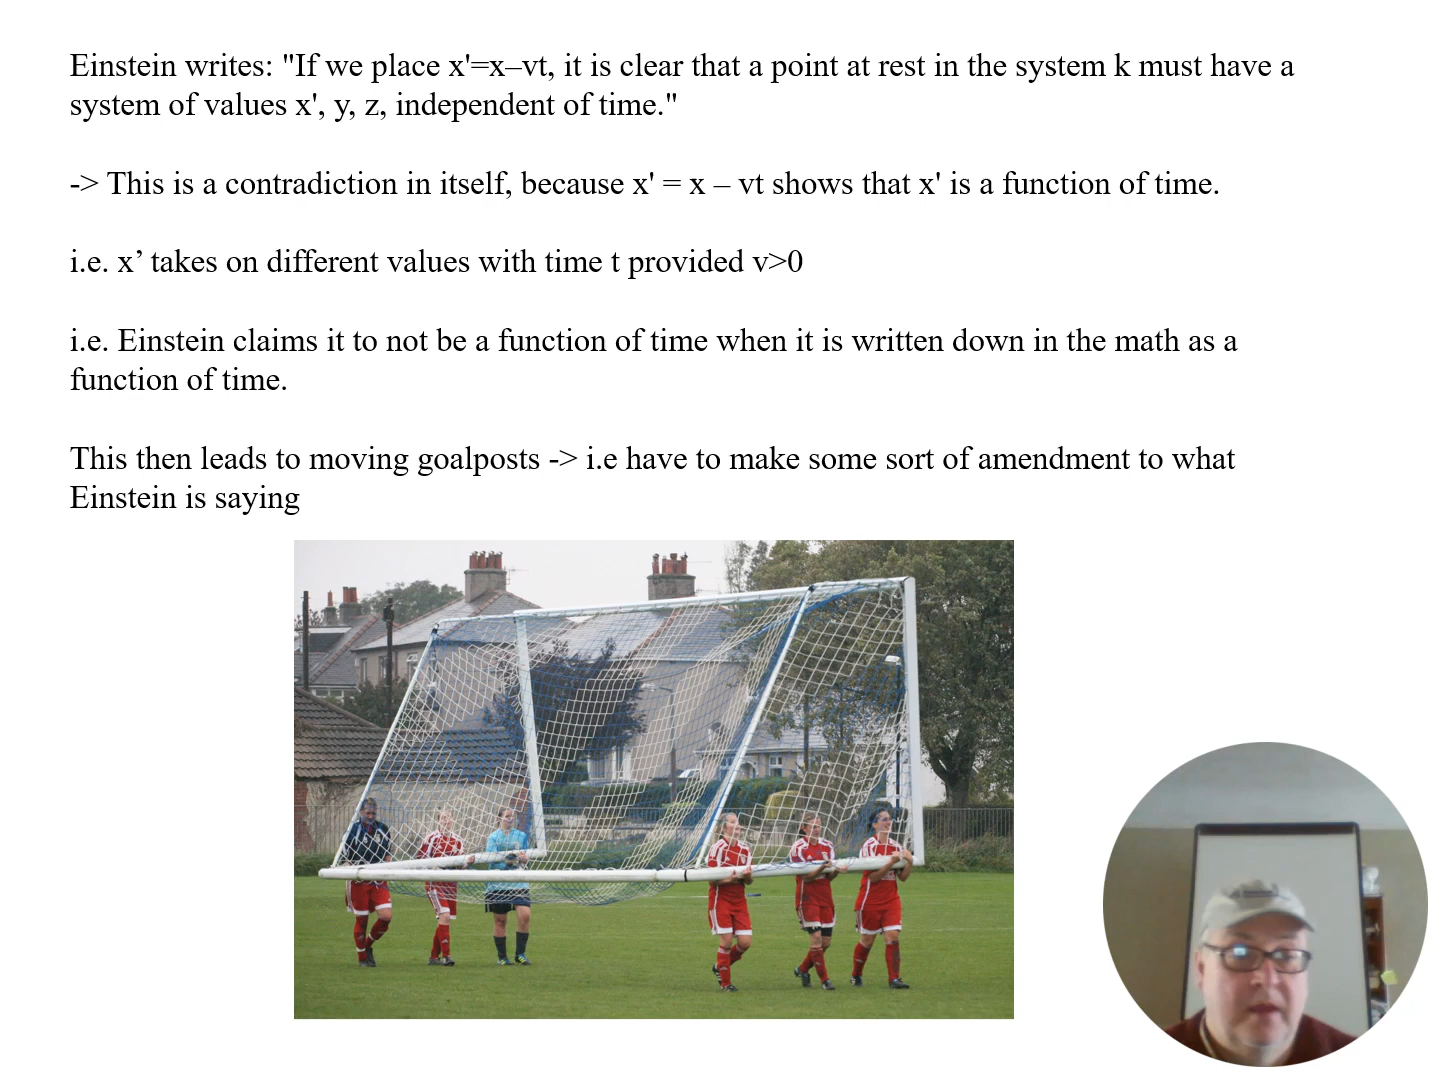 Einstein writes: "If we place x'=x–vt, it is clear that a point at rest in the system k must have a
system of values x', y, z, independent of time."
-> This is a contradiction in itself, because x' = x – vt shows that x' is a function of time.
i.e. x’ takes on different values with time t provided v>0
i.e. Einstein claims it to not be a function of time when it is written down in the math as a
function of time.
This then leads to moving goalposts -> i.e have to make some sort of amendment to what
Einstein is saying